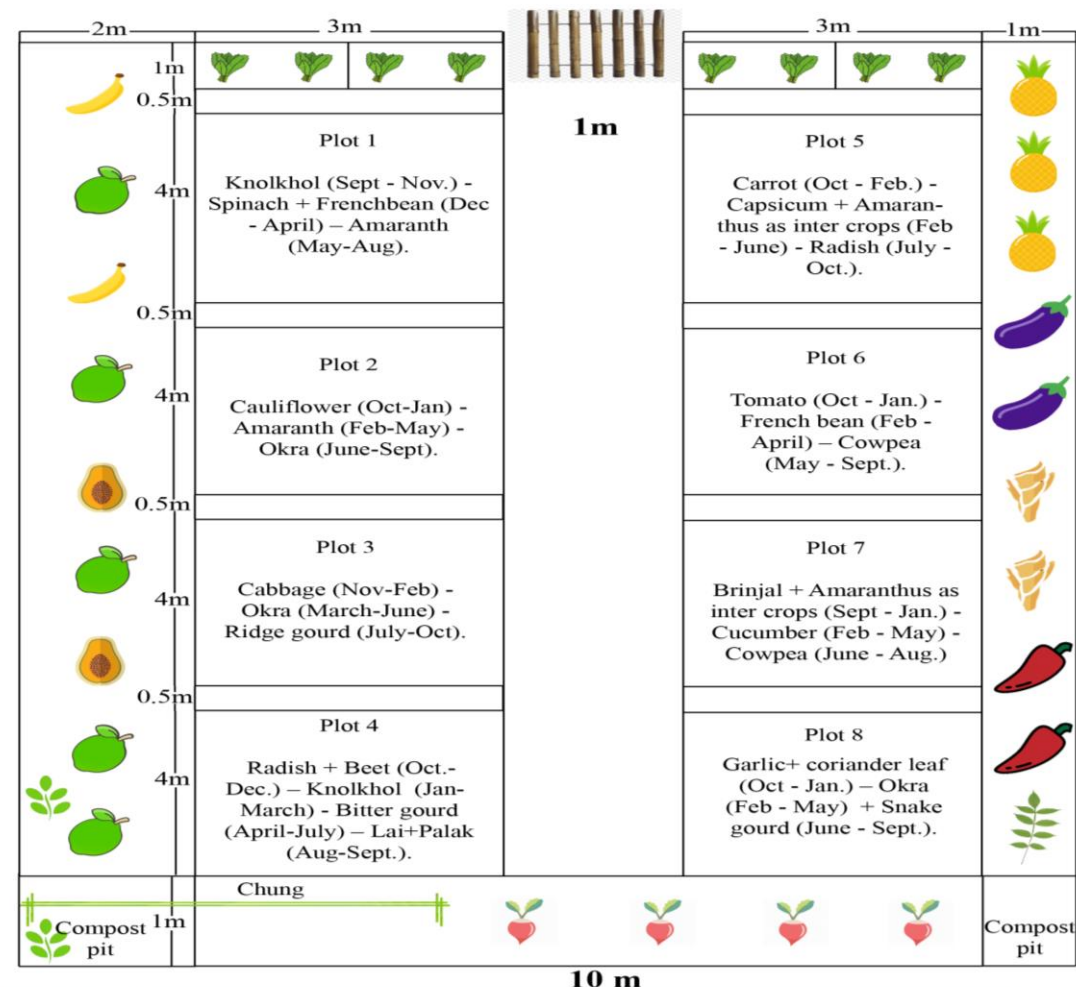 2m
3m
3m
1m
1m
0.5m
1m
Plot 1
Knolkhol (Sept - Nov.) -
Spinach + Frenchbean (Dec
- April) – Amaranth
(May-Aug).
4m
Plot 5
Carrot (Oct - Feb.) -
Capsicum + Amaran-
thus as inter crops (Feb
- June) - Radish (July -
Oct.).
0.5m
Plot 2
Cauliflower (Oct-Jan) -
Amaranth (Feb-May) -
Okra (June-Sept).
4m
Plot 6
Tomato (Oct - Jan.) -
French bean (Feb -
April) – Cowpea
(May - Sept.).
0.5m
Plot 3
Cabbage (Nov-Feb) -
Okra (March-June) -
Ridge gourd (July-Oct).
4m
Plot 7
Brinjal + Amaranthus as
inter crops (Sept - Jan.) -
Cucumber (Feb - May) -
Cowpea (June - Aug.)
0.5m
Plot 4
Radish + Beet (Oct.-
Dec.) – Knolkhol (Jan-
March) - Bitter gourd
(April-July) – Lai+Palak
(Aug-Sept.).
4m
Plot 8
Garlic+ coriander leaf
(Oct - Jan.) – Okra
(Feb - May) + Snake
gourd (June - Sept.).
Chung
1m
Compost
pit
Compost
pit
10 m